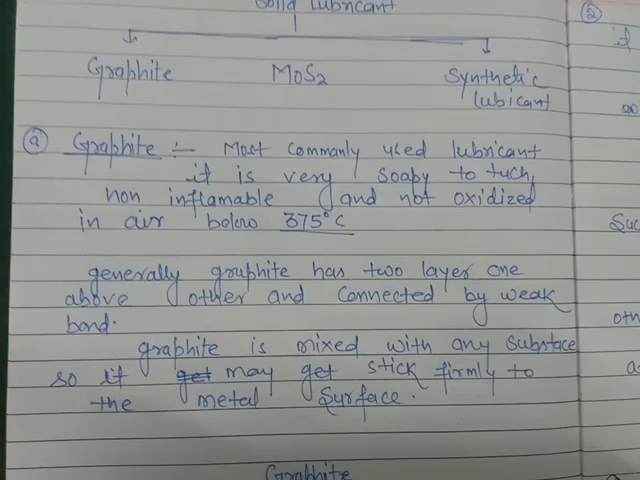 Solid lubricant
Graphite MoS2 Synthetic
lubicant
(a) Graphite :- Most commanly used lubricant
it is very soapy to tuch,
non inflamable and not oxidized
in air below 375°C
generally graphite has two layer one
above other and connected by weak
bond.
graphite is mixed with any substace
so it get may get stick firmly to
the metal surface.
Graphite
it
Suc
oth